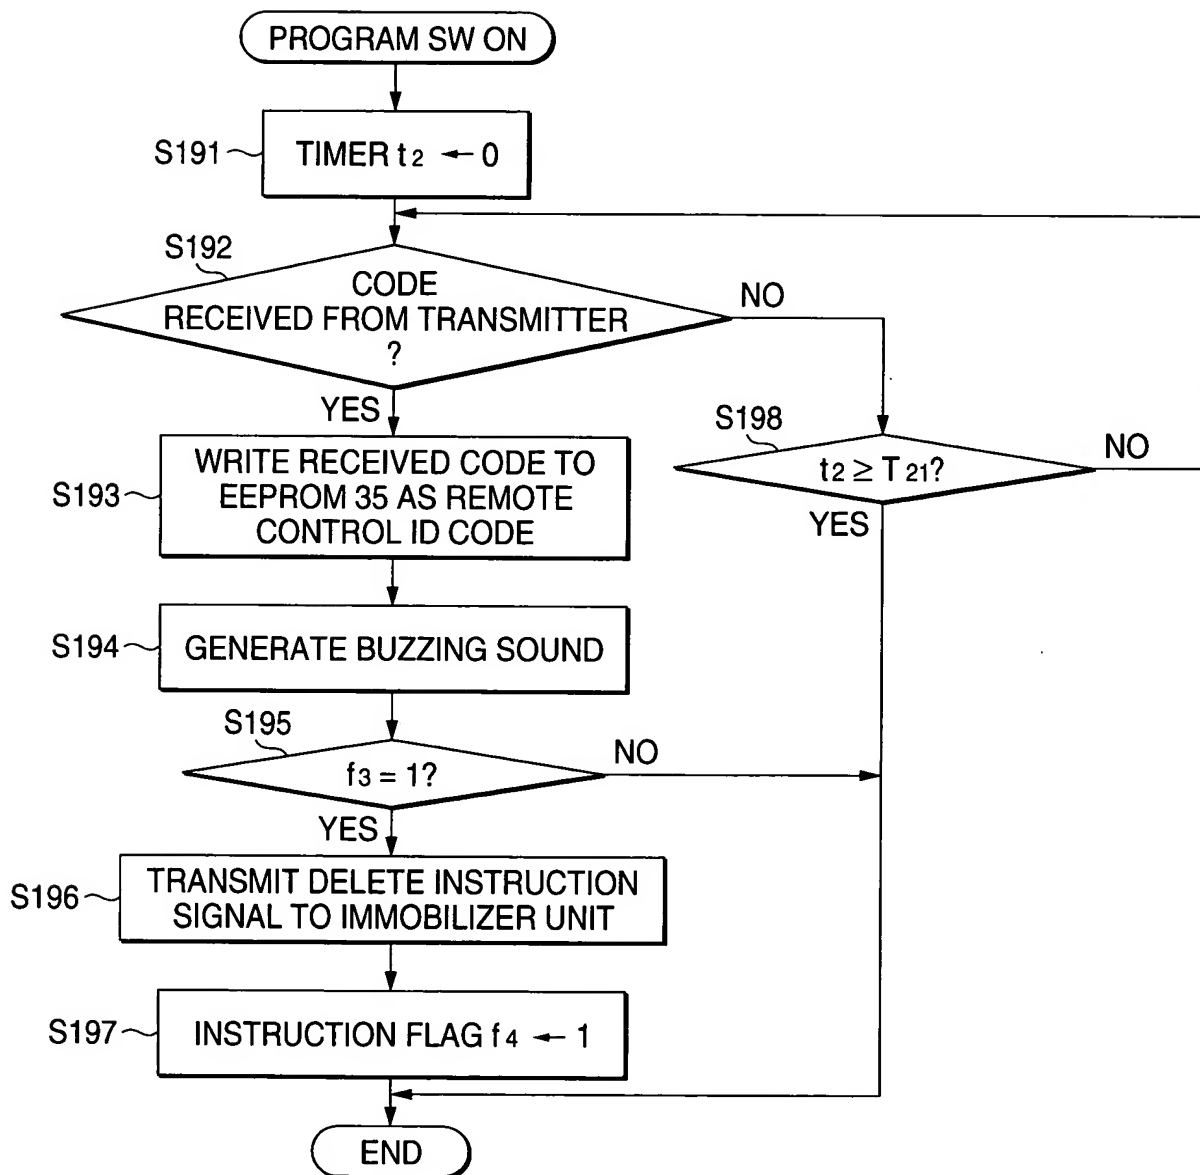 PROGRAM SW ON
S191
TIMER t2 ← 0
S192
CODE
RECEIVED FROM TRANSMITTER
?
NO
YES
S198
t2 ≥ T21?
NO
YES
S193
WRITE RECEIVED CODE TO
EEPROM 35 AS REMOTE
CONTROL ID CODE
S194
GENERATE BUZZING SOUND
S195
f3 = 1?
NO
YES
S196
TRANSMIT DELETE INSTRUCTION
SIGNAL TO IMMOBILIZER UNIT
S197
INSTRUCTION FLAG f4 ← 1
END